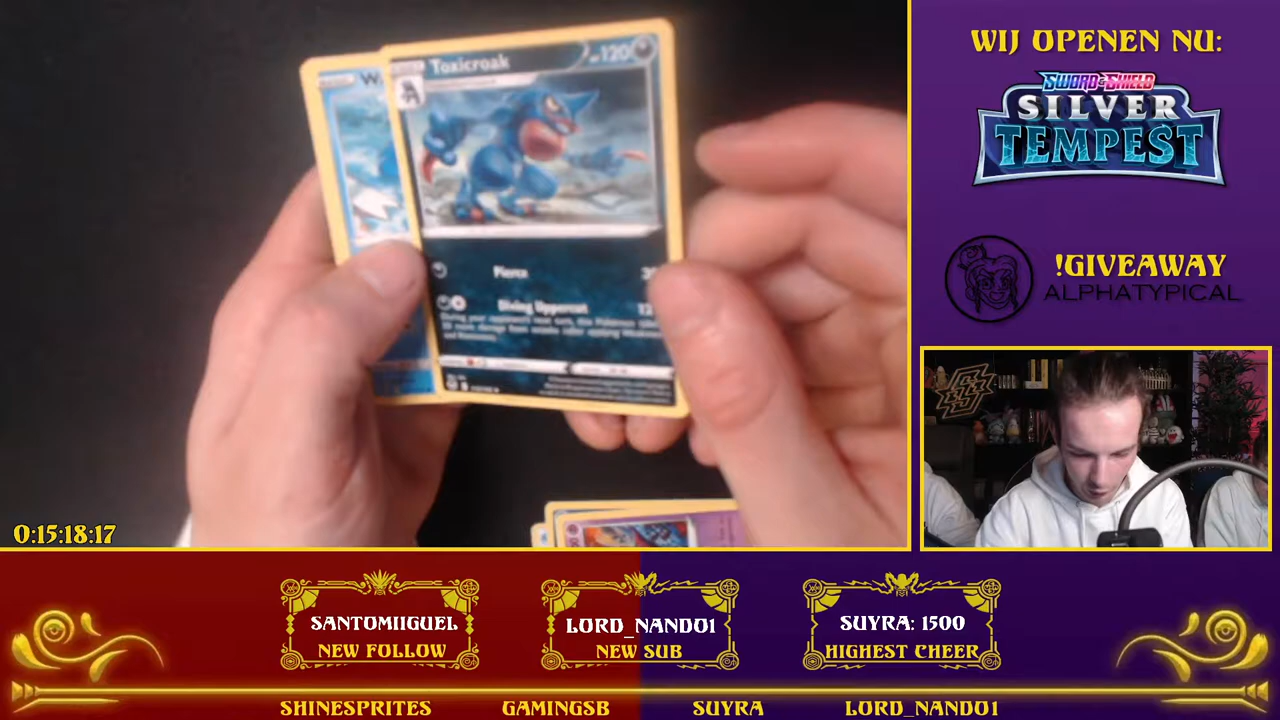 Toxicroak
120
W
Pierce
Diving Uppercut
WIJ OPENEN NU:
SWORD & SHIELD
SILVER
TEMPEST
!GIVEAWAY
ALPHATYPICAL
0:15:18:17
SANTOMIIGUEL
NEW FOLLOW
LORD_NANDO1
NEW SUB
SUYRA: 1500
HIGHEST CHEER
SHINESPRITES GAMINGSB SUYRA LORD_NANDO1